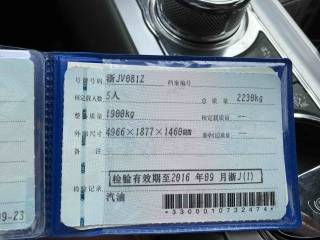 号牌号码 浙JV081Z 档案编号
核定载人数 5人 总质量 2230kg
整备质量 1900kg 核定载质量 --
外廓尺寸 4966×1877×1460mm 准牵引总质量 --
备注
检验有效期至2016年09月浙J(1)
检验记录
汽油
*3300010732474*
09-23